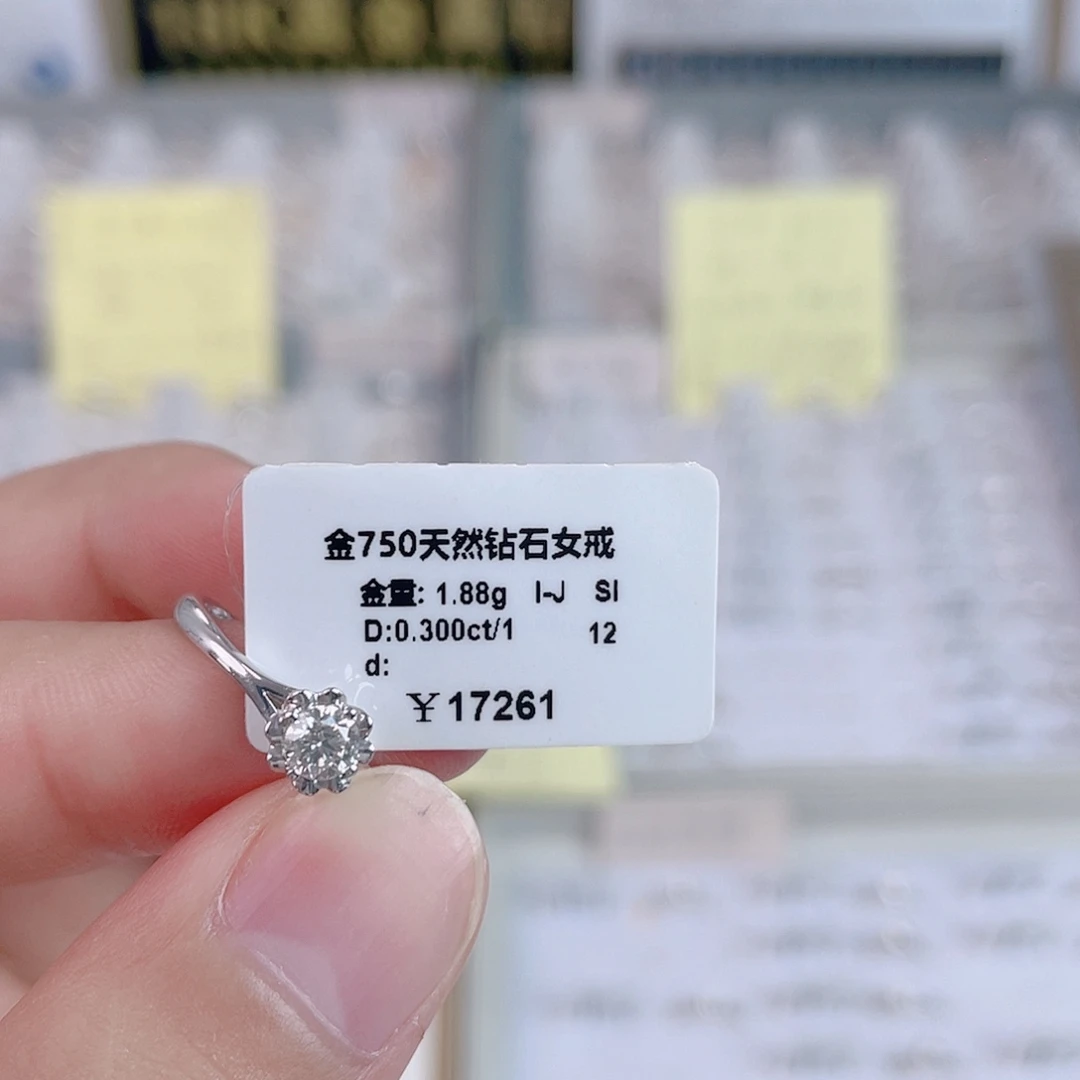 金750天然钻石女戒
金重: 1.88g I-J SI
D:0.300ct/1 12
d:
¥17261